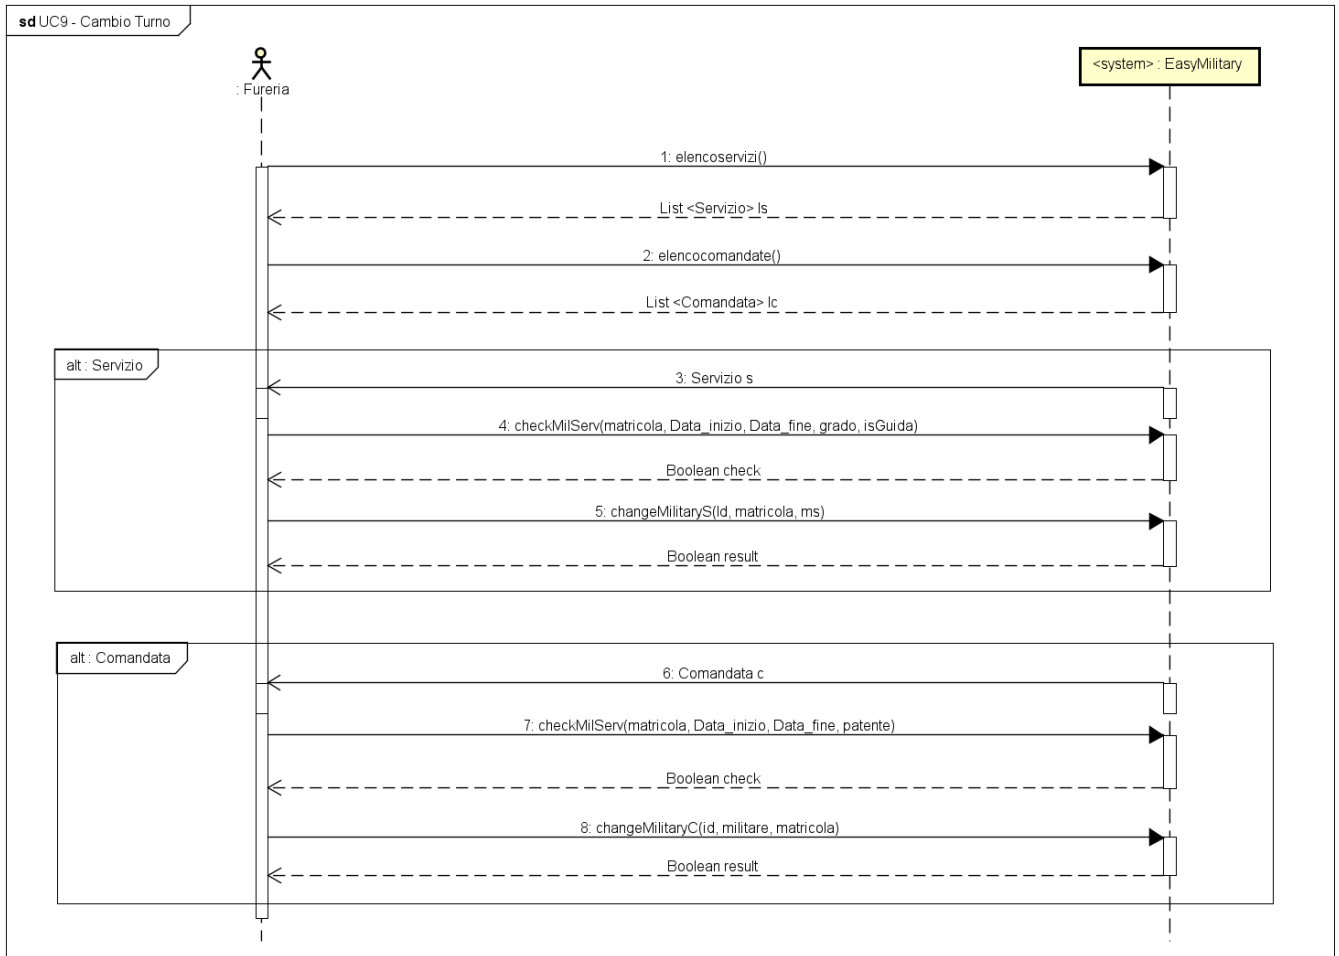 sd UC9 - Cambio Turno
: Fureria
<system> : EasyMilitary
1: elencoservizi()
List <Servizio> ls
2: elencocomandate()
List <Comandata> lc
alt : Servizio
3: Servizio s
4: checkMilServ(matricola, Data_inizio, Data_fine, grado, isGuida)
Boolean check
5: changeMilitaryS(Id, matricola, ms)
Boolean result
alt : Comandata
6: Comandata c
7: checkMilServ(matricola, Data_inizio, Data_fine, patente)
Boolean check
8: changeMilitaryC(id, militare, matricola)
Boolean result